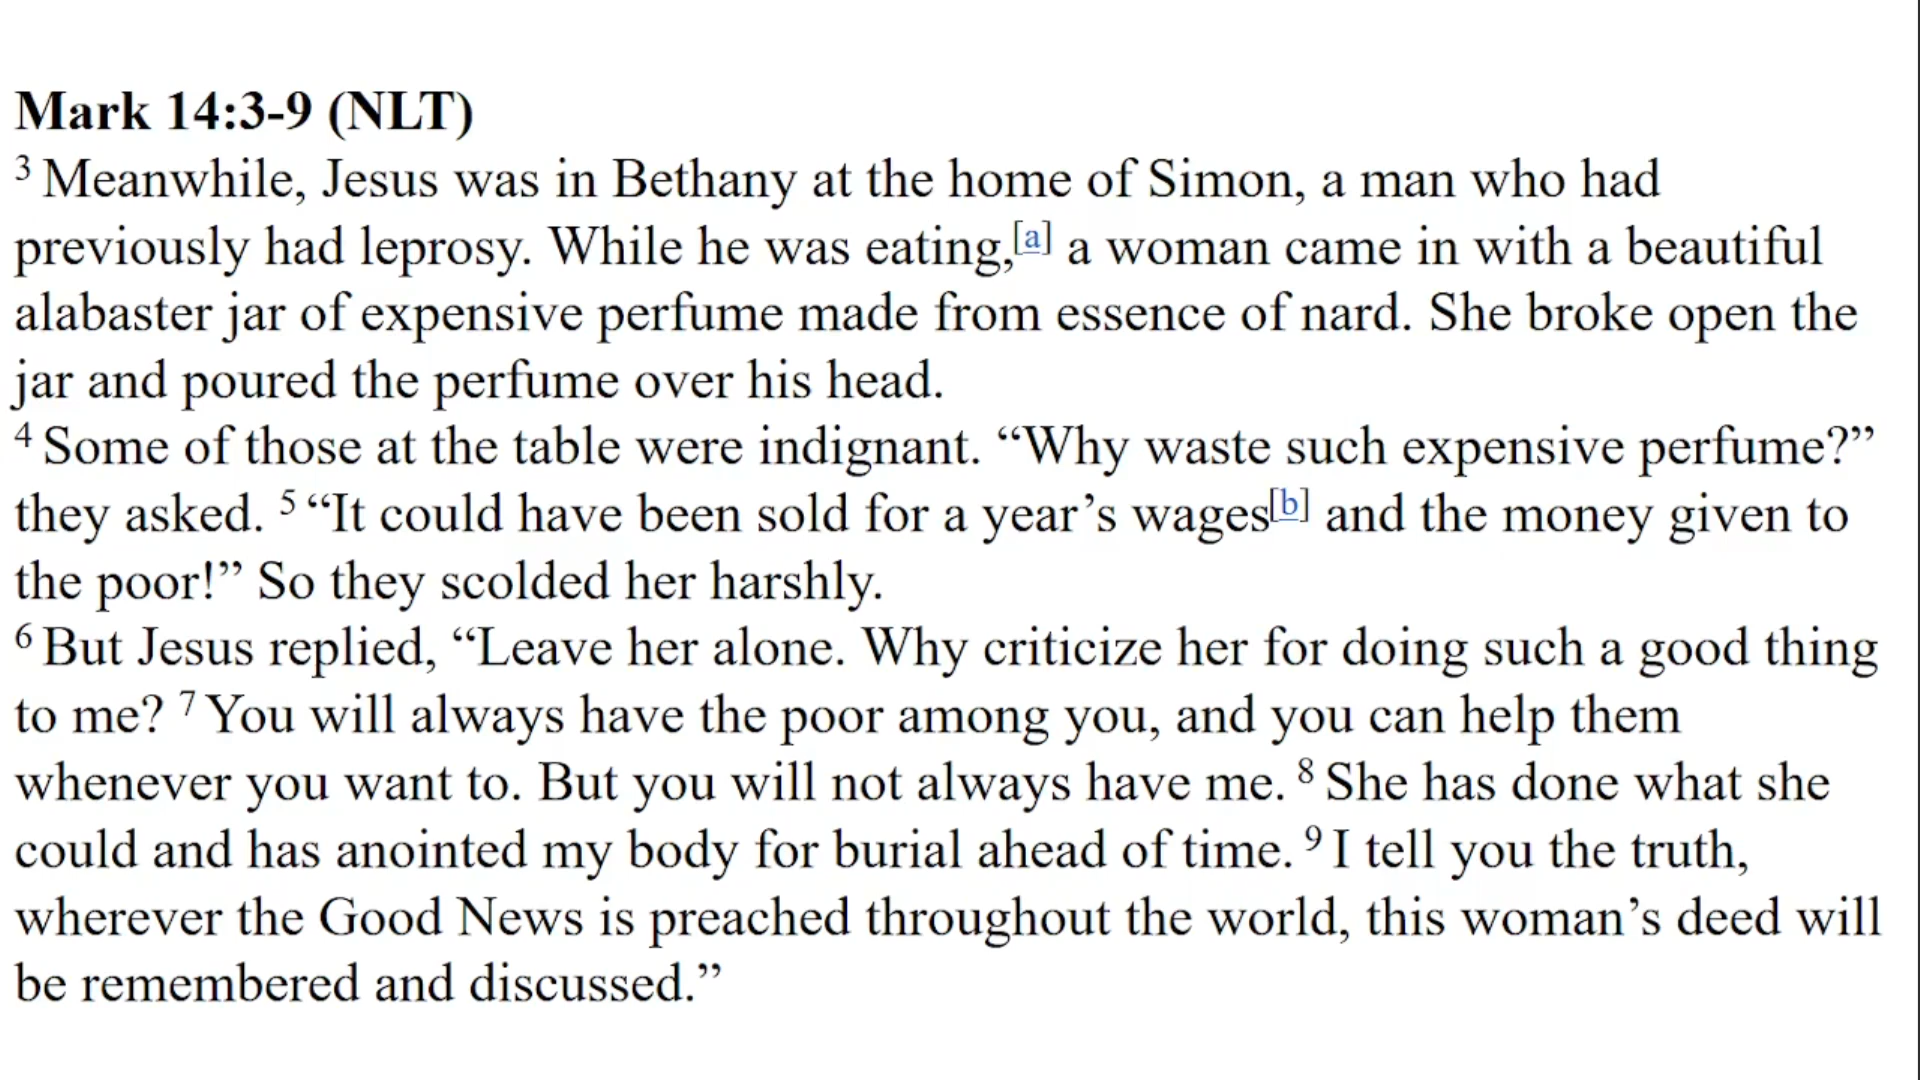 Mark 14:3-9 (NLT)
3 Meanwhile, Jesus was in Bethany at the home of Simon, a man who had
previously had leprosy. While he was eating,[a] a woman came in with a beautiful
alabaster jar of expensive perfume made from essence of nard. She broke open the
jar and poured the perfume over his head.
4 Some of those at the table were indignant. “Why waste such expensive perfume?”
they asked. 5 “It could have been sold for a year’s wages[b] and the money given to
the poor!” So they scolded her harshly.
6 But Jesus replied, “Leave her alone. Why criticize her for doing such a good thing
to me? 7 You will always have the poor among you, and you can help them
whenever you want to. But you will not always have me. 8 She has done what she
could and has anointed my body for burial ahead of time. 9 I tell you the truth,
wherever the Good News is preached throughout the world, this woman’s deed will
be remembered and discussed.”